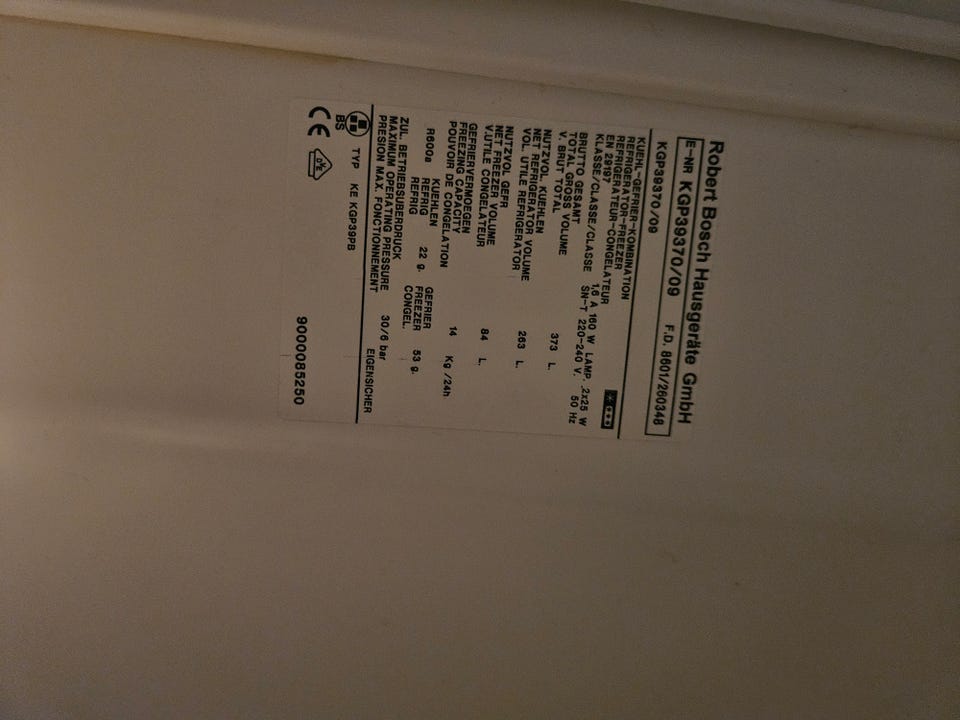 Robert Bosch Hausgeräte GmbH
E-NR KGP39370/09 F.D. 8601/260348
KGP39370/09
KUEHL-GEFRIER-KOMBINATION
REFRIGERATOR-FREEZER
REFRIGERATEUR-CONGELATEUR
EN 29197 1,6 A 160 W LAMP. .2x25 W
KLASSE/CLASSE/CLASSE SN-T 220-240 V. 50 Hz
BRUTTO GESAMT
TOTAL GROSS VOLUME 373 L.
V. BRUT TOTAL
NUTZVOL. KUEHLEN
NET REFRIGERATOR VOLUME 263 L.
VOL. UTILE REFRIGERATOR
NUTZVOL GEFR
NET FREEZER VOLUME 84 L.
V.UTILE CONGELATEUR
GEFRIERVERMOEGEN
FREEZING CAPACITY 14 Kg /24h
POUVOIR DE CONGELATION
KUEHLEN GEFRIER
R600a REFRIG 22 g. FREEZER 53 g.
REFRIG CONGEL.
ZUL. BETRIEBSUBERDRUCK
MAXIMUM OPERATING PRESSURE 30/6 bar
PRESION MAX. FONCTIONNEMENT EIGENSICHER
TYP KE KGP39PB
BS
CE DVE 9000085250